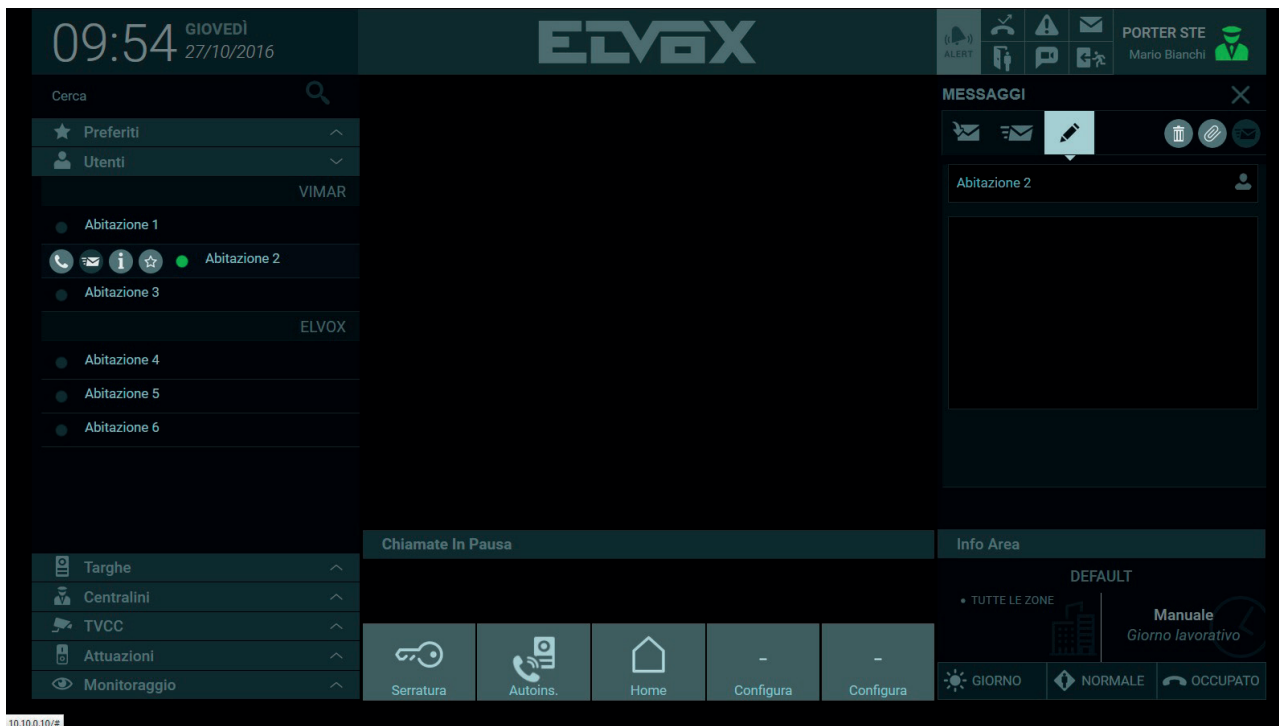 09:54
GIOVEDÌ
27/10/2016
ELVOX
ALERT
PORTER STE
Mario Bianchi
Cerca
Preferiti
Utenti
VIMAR
Abitazione 1
Abitazione 2
Abitazione 3
ELVOX
Abitazione 4
Abitazione 5
Abitazione 6
Targhe
Centralini
TVCC
Attuazioni
Monitoraggio
Chiamate In Pausa
Serratura
Autoins.
Home
-
Configura
-
Configura
MESSAGGI
Abitazione 2
Info Area
DEFAULT
• TUTTE LE ZONE
Manuale
Giorno lavorativo
GIORNO
NORMALE
OCCUPATO
10.10.0.10/#